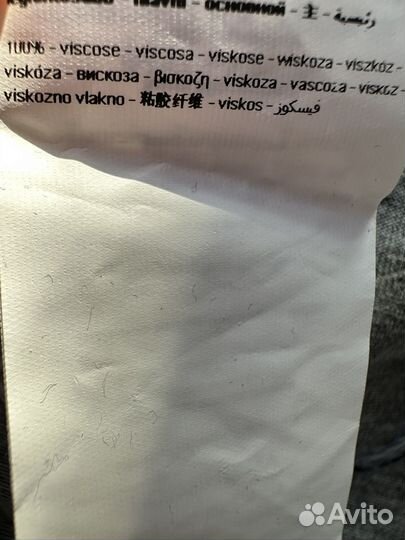 основной - 主 - رئيسية -
100% - viscose - viscosa - viskose - wiskoza - viszkóz -
viskóza - вискоза - βισκοζη - viskoza - vascoza - viskoz -
viskozno vlakno - 粘胶纤维 - viskos - فيسكوز
Avito